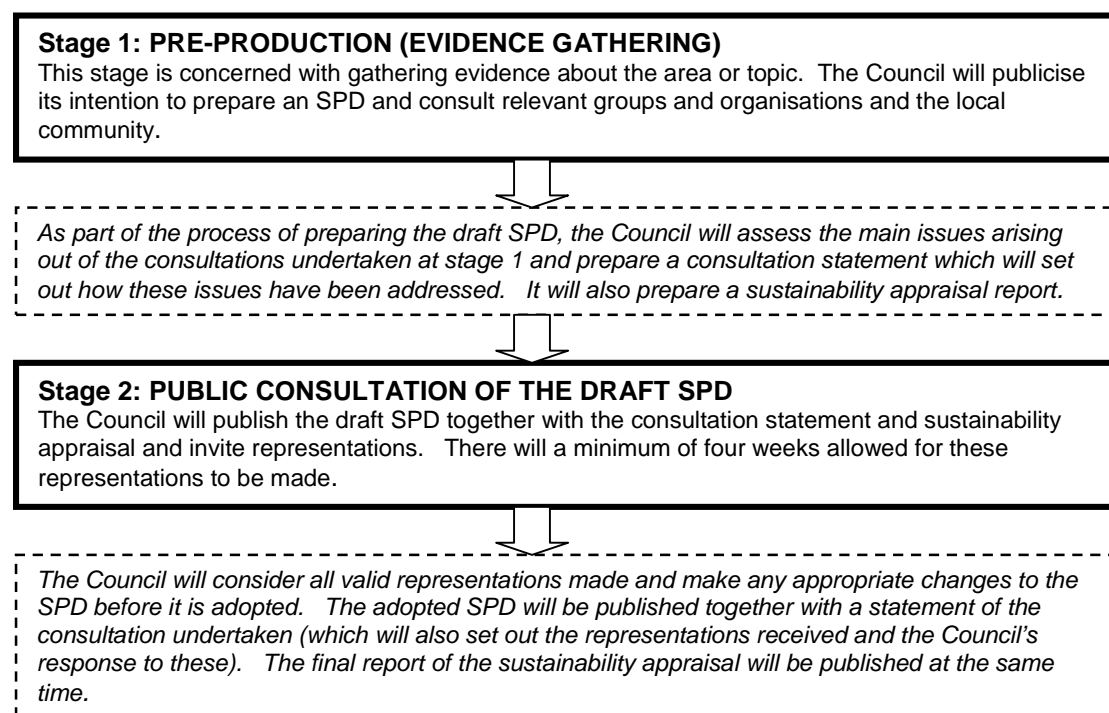 Stage 1: PRE-PRODUCTION (EVIDENCE GATHERING)
This stage is concerned with gathering evidence about the area or topic.  The Council will publicise
its intention to prepare an SPD and consult relevant groups and organisations and the local
community.
As part of the process of preparing the draft SPD, the Council will assess the main issues arising
out of the consultations undertaken at stage 1 and prepare a consultation statement which will set
out how these issues have been addressed.   It will also prepare a sustainability appraisal report.
Stage 2: PUBLIC CONSULTATION OF THE DRAFT SPD
The Council will publish the draft SPD together with the consultation statement and sustainability
appraisal and invite representations.   There will a minimum of four weeks allowed for these
representations to be made.
The Council will consider all valid representations made and make any appropriate changes to the
SPD before it is adopted.   The adopted SPD will be published together with a statement of the
consultation undertaken (which will also set out the representations received and the Council's
response to these).   The final report of the sustainability appraisal will be published at the same
time.